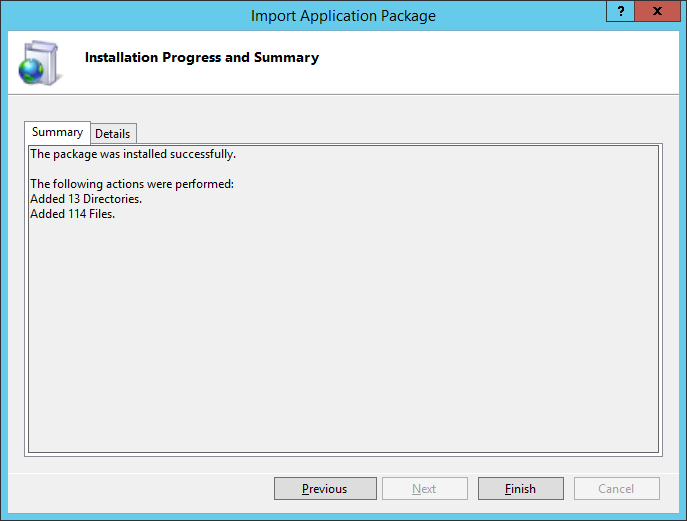 Import Application Package
? x
Installation Progress and Summary
Summary Details
The package was installed successfully.
The following actions were performed:
Added 13 Directories.
Added 114 Files.
Previous Next Finish Cancel